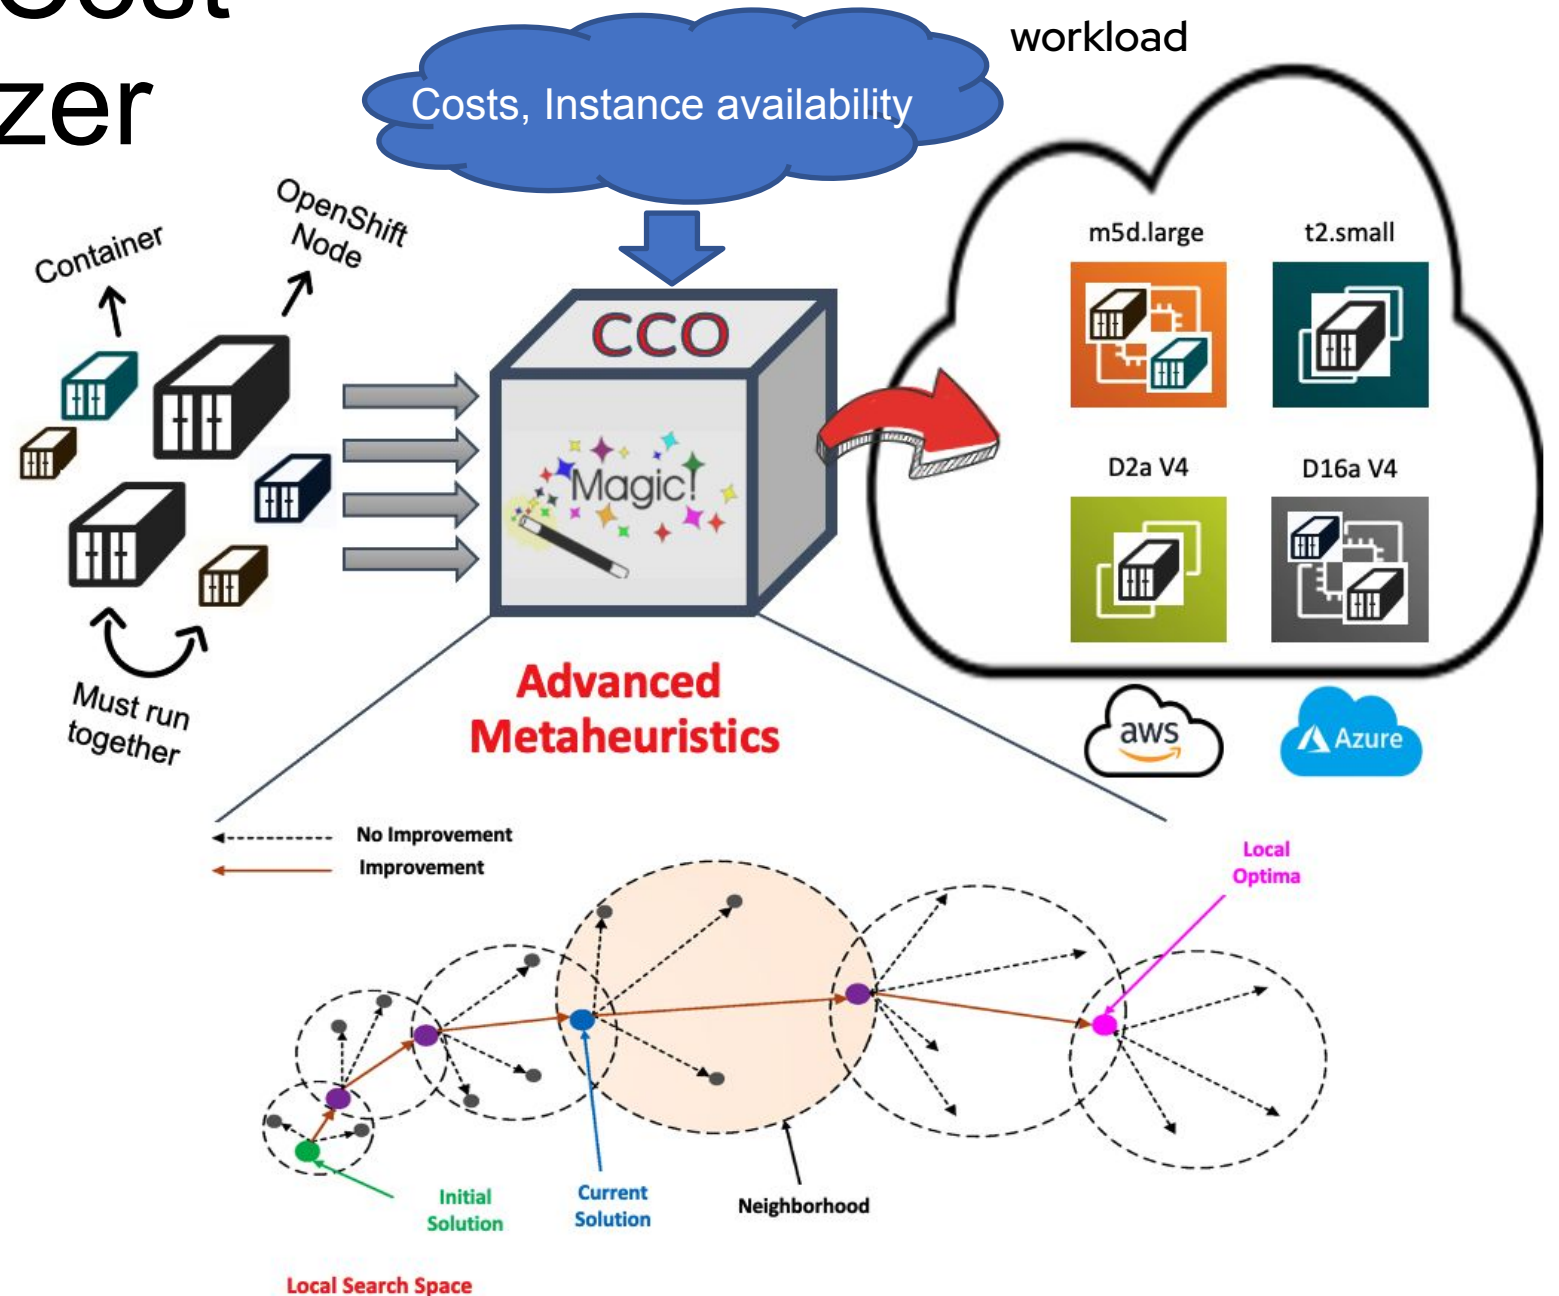 Cost
zer
workload
Costs, Instance availability
Container
OpenShift
Node
CCO
Magic!
Must run
together
m5d.large
t2.small
D2a V4
D16a V4
aws
Azure
Advanced
Metaheuristics
No Improvement
Improvement
Local
Optima
Initial
Solution
Current
Solution
Neighborhood
Local Search Space